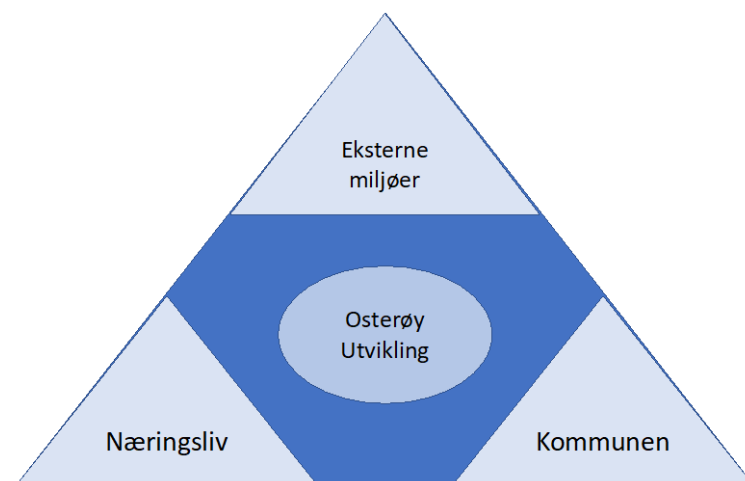 Eksterne
miljøer
Osterøy
Utvikling
Næringsliv
Kommunen